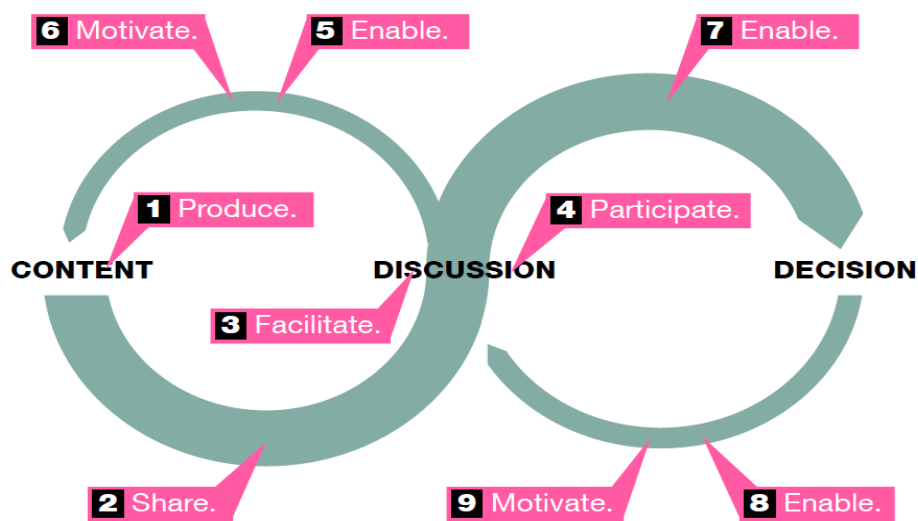 6 Motivate.
5 Enable.
7 Enable.
1 Produce.
4 Participate.
CONTENT
DISCUSSION
DECISION
3 Facilitate.
2 Share.
9 Motivate.
8 Enable.